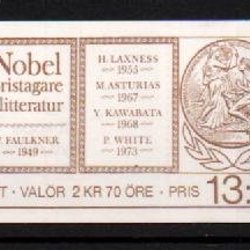 Nobel
pristagare
litteratur
FAULKNER
1949
H. LAXNESS
1955
M. ASTURIAS
1967
Y. KAWABATA
1968
P. WHITE
1973
T · VALOR 2 KR 70 ÖRE · PRIS 13.